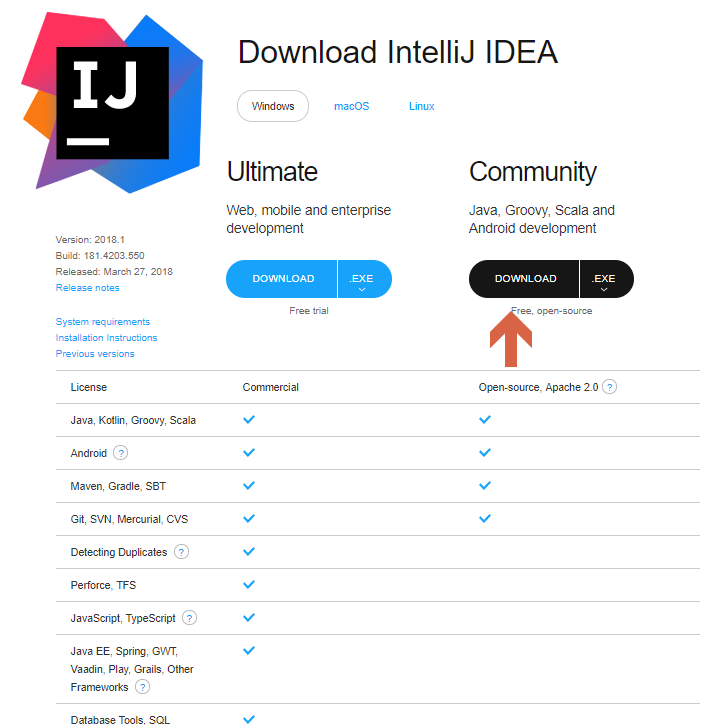 IJ
Download IntelliJ IDEA
Windows macOS Linux
Ultimate
Web, mobile and enterprise
development
DOWNLOAD .EXE
Free trial
Community
Java, Groovy, Scala and
Android development
DOWNLOAD .EXE
Free, open-source
Version: 2018.1
Build: 181.4203.550
Released: March 27, 2018
Release notes
System requirements
Installation Instructions
Previous versions
License Commercial Open-source, Apache 2.0 ?
Java, Kotlin, Groovy, Scala
Android ?
Maven, Gradle, SBT
Git, SVN, Mercurial, CVS
Detecting Duplicates ?
Perforce, TFS
JavaScript, TypeScript ?
Java EE, Spring, GWT,
Vaadin, Play, Grails, Other
Frameworks ?
Database Tools, SQL